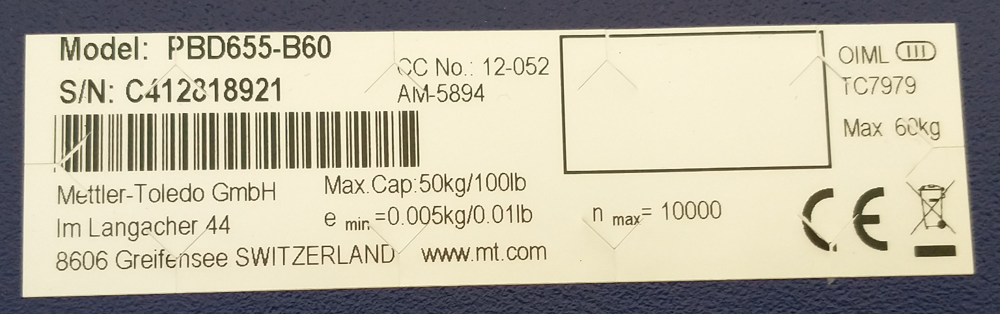 Model: PBD655-B60
S/N: C412818921
CC No.: 12-052
AM-5894
OIML III
TC7979
Max 60kg
Mettler-Toledo GmbH
Im Langacher 44
8606 Greifensee SWITZERLAND
Max.Cap:50kg/100lb
e min=0.005kg/0.01lb
www.mt.com
n max= 10000
CE